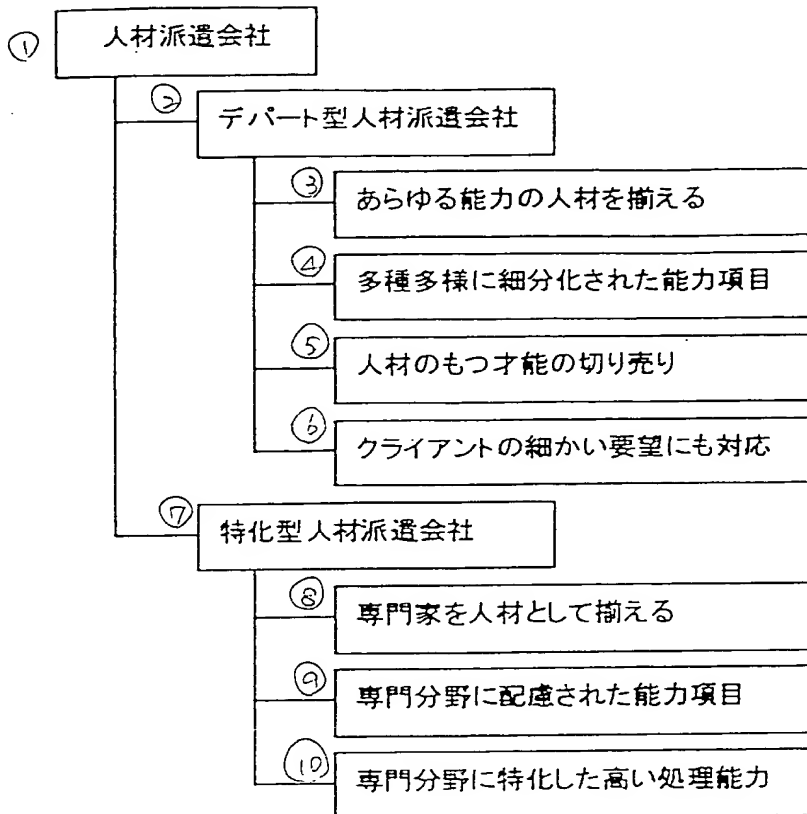 ① 人材派遣会社
② デパート型人材派遣会社
③ あらゆる能力の人材を揃える
④ 多種多様に細分化された能力項目
⑤ 人材のもつ才能の切り売り
⑥ クライアントの細かい要望にも対応
⑦ 特化型人材派遣会社
⑧ 専門家を人材として揃える
⑨ 専門分野に配慮された能力項目
⑩ 専門分野に特化した高い処理能力